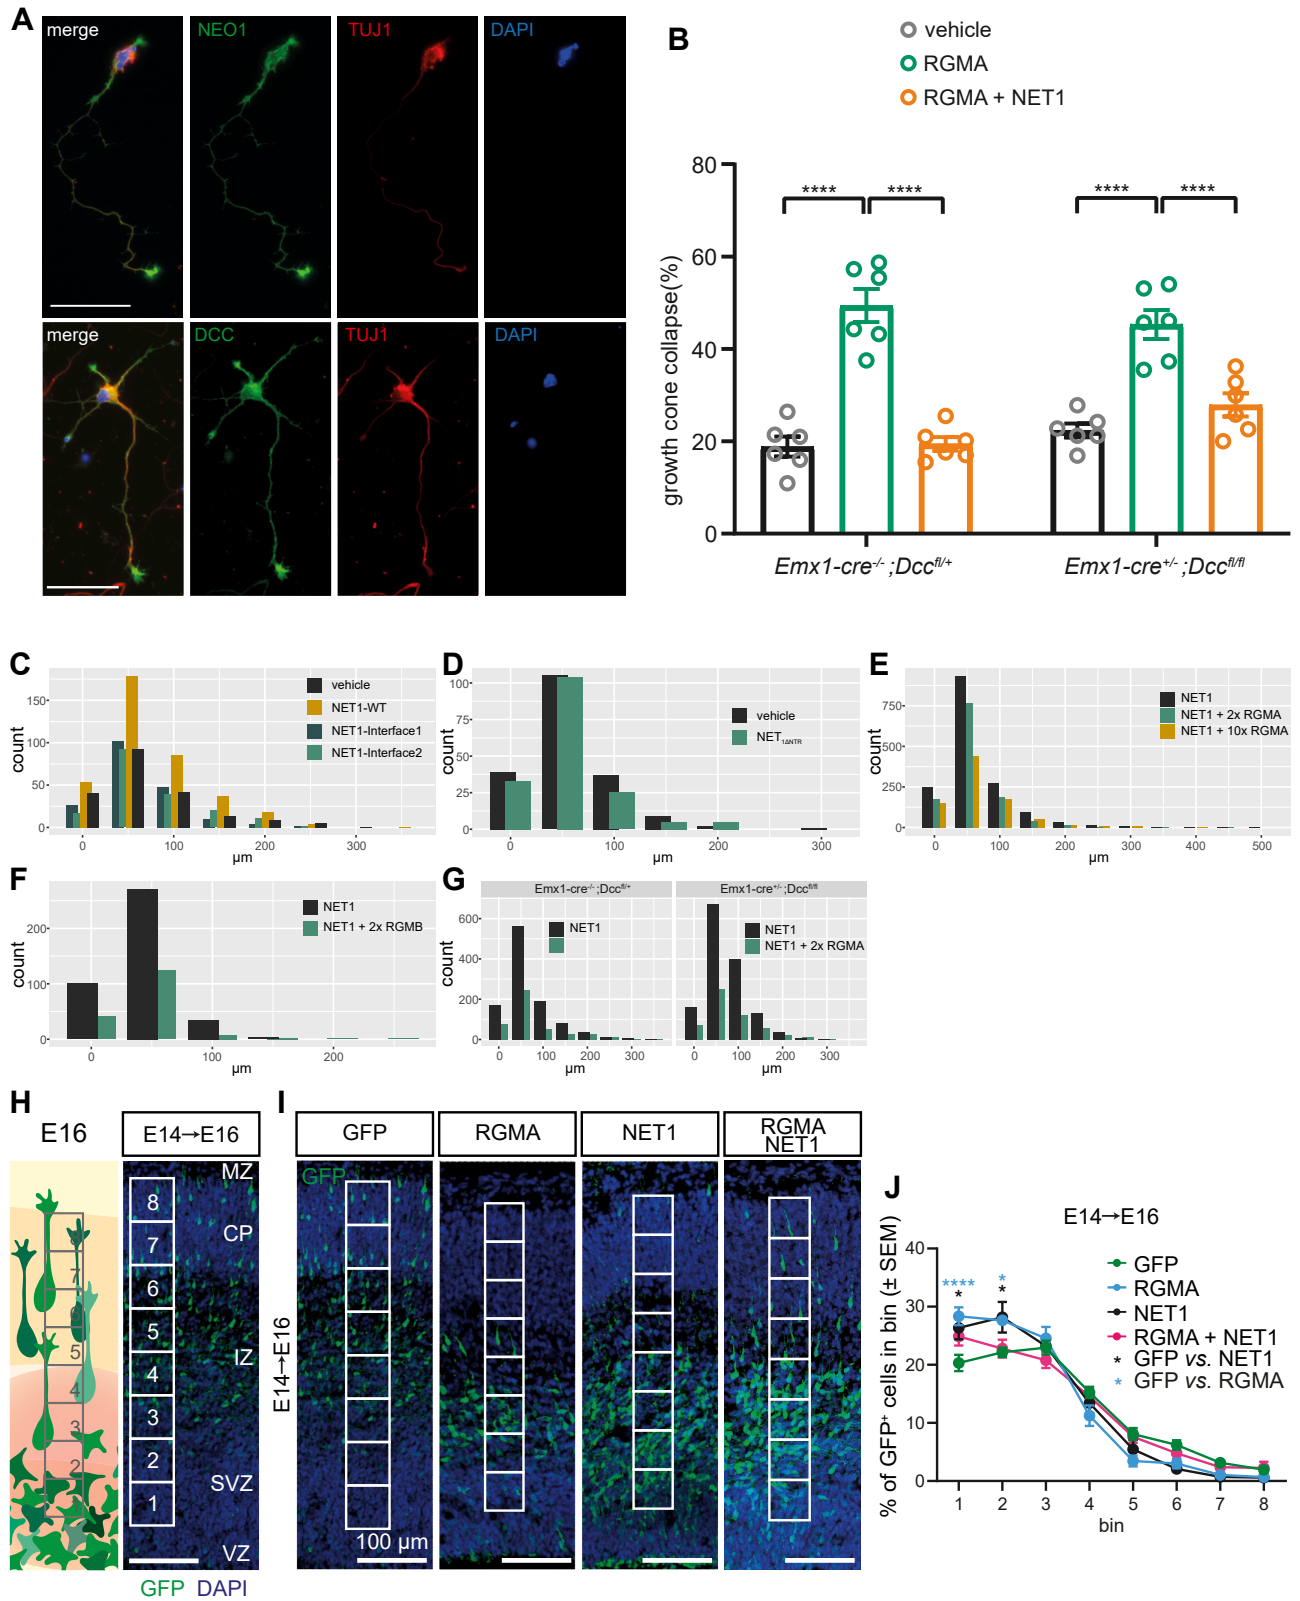 A
merge
NEO1
TUJ1
DAPI
merge
DCC
TUJ1
DAPI
B
vehicle
RGMA
RGMA + NET1
growth cone collapse(%)
80
60
40
20
0
**** **** **** ****
Emx1-cre-/-;Dccfl/+
Emx1-cre+/-;Dccfl/fl
C
count
150
100
50
0
vehicle
NET1-WT
NET1-Interface1
NET1-Interface2
0 100 200 300
µm
D
count
100
75
50
25
0
vehicle
NET1ΔNTR
0 100 200 300
µm
E
count
750
500
250
0
NET1
NET1 + 2x RGMA
NET1 + 10x RGMA
0 100 200 300 400 500
µm
F
count
200
100
0
NET1
NET1 + 2x RGMB
0 100 200
µm
G
Emx1-cre-/-;Dccfl/+
Emx1-cre+/-;Dccfl/fl
count
600
400
200
0
NET1
NET1
NET1 + 2x RGMA
0 100 200 300
0 100 200 300
µm
µm
H
E16
E14→E16
8
7
6
5
4
3
2
1
MZ
8
7
CP
6
5
IZ
4
3
2
SVZ
1
VZ
GFP DAPI
I
GFP
RGMA
NET1
RGMA
NET1
E14→E16
GFP
100 µm
J
E14→E16
% of GFP+ cells in bin (± SEM)
40
30
20
10
0
**** *
* *
GFP
RGMA
NET1
RGMA + NET1
* GFP vs. NET1
* GFP vs. RGMA
1 2 3 4 5 6 7 8
bin